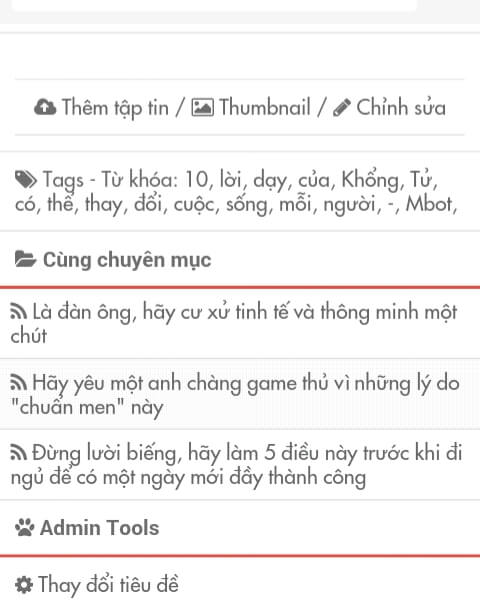 Thêm tập tin / Thumbnail / Chỉnh sửa
Tags - Từ khóa: 10, lời, dạy, của, Khổng, Tử,
có, thể, thay, đổi, cuộc, sống, mỗi, người, -, Mbot,
Cùng chuyên mục
Là đàn ông, hãy cư xử tinh tế và thông minh một
chút
Hãy yêu một anh chàng game thủ vì những lý do
"chuẩn men" này
Đừng lười biếng, hãy làm 5 điều này trước khi đi
ngủ để có một ngày mới đầy thành công
Admin Tools
Thay đổi tiêu đề